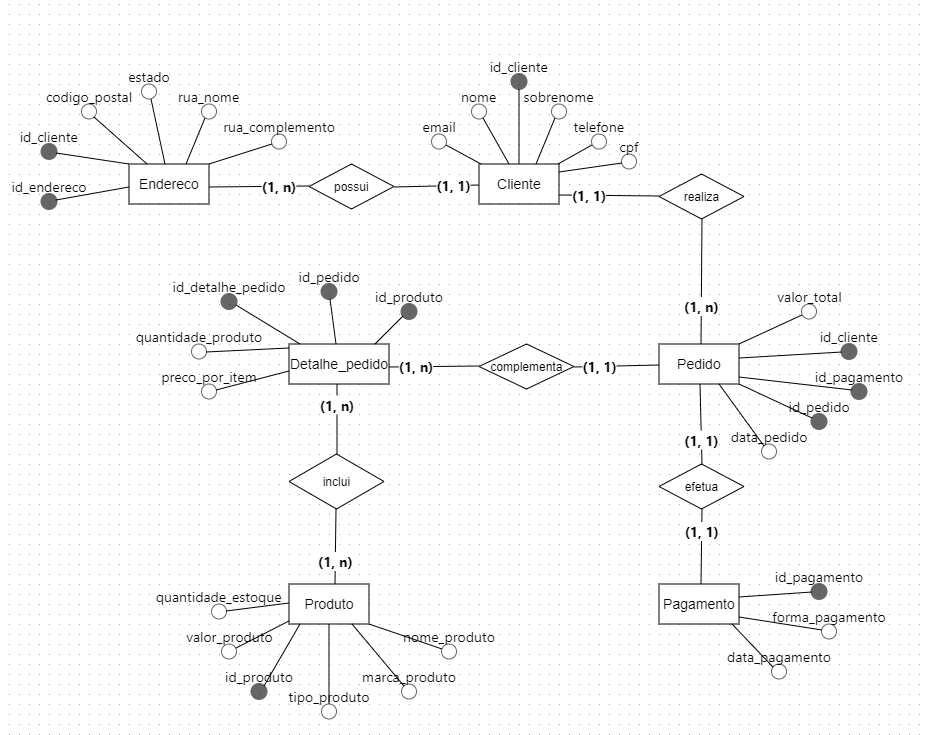 id_cliente
estado
codigo_postal
rua_nome
nome
sobrenome
id_cliente
rua_complemento
email
telefone
cpf
id_endereco
Endereco
(1, n)
possui
(1, 1)
Cliente
(1, 1)
realiza
id_detalhe_pedido
id_pedido
id_produto
(1, n)
valor_total
quantidade_produto
id_cliente
preco_por_item
Detalhe_pedido
(1, n)
complementa
(1, 1)
Pedido
id_pagamento
id_pedido
(1, n)
data_pedido
(1, 1)
inclui
efetua
(1, 1)
(1, n)
quantidade_estoque
Produto
Pagamento
id_pagamento
forma_pagamento
valor_produto
nome_produto
data_pagamento
id_produto
marca_produto
tipo_produto